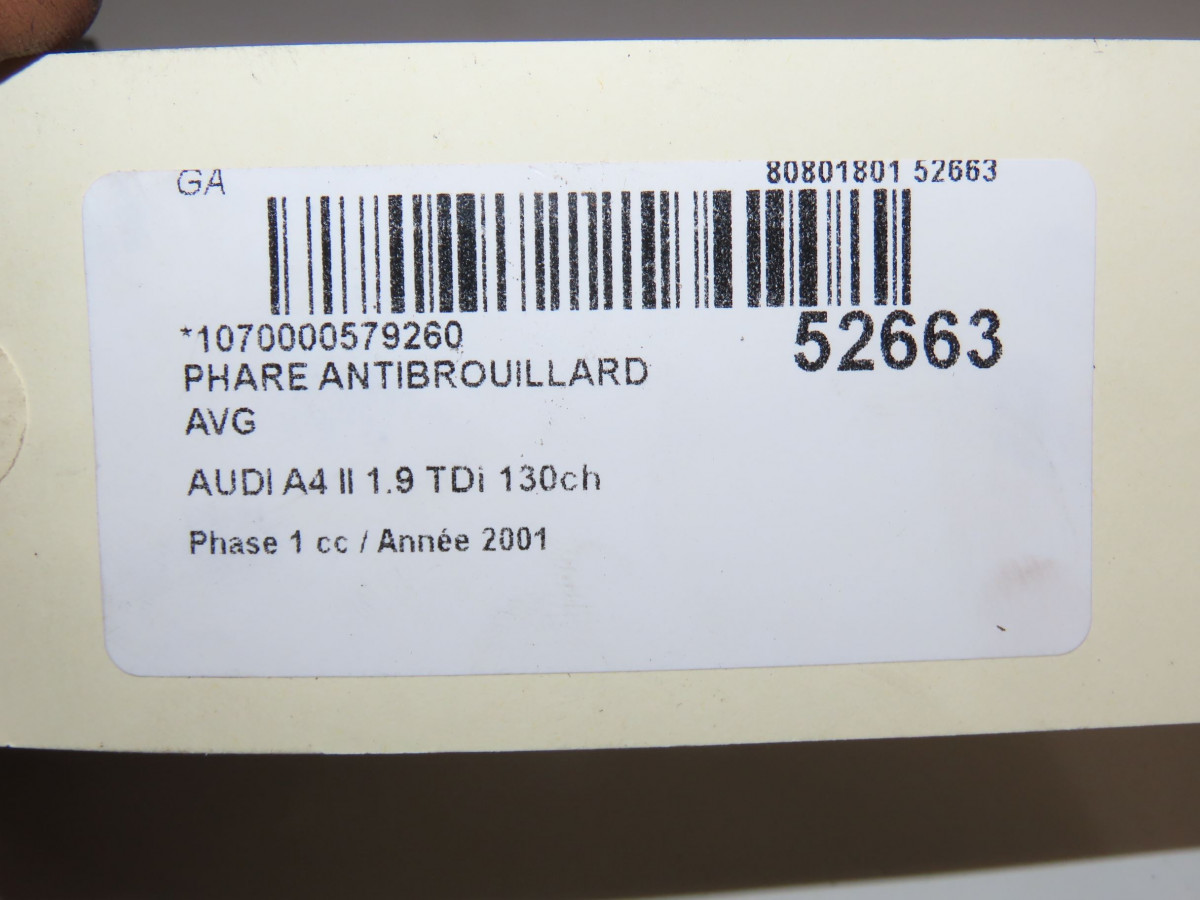 GA
80801801 52663
*1070000579260
52663
PHARE ANTIBROUILLARD
AVG
AUDI A4 II 1.9 TDi 130ch
Phase 1 cc / Année 2001